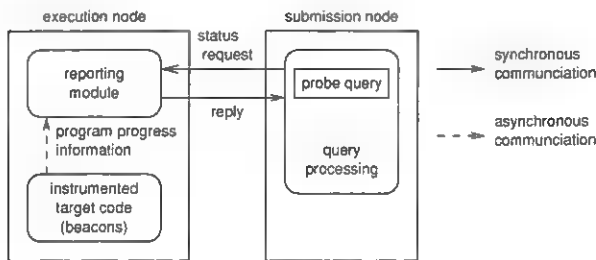 execution node
submission node
status
request
reporting
module
probe query
synchronous
communciation
reply
program progress
information
asynchronous
communciation
query
processing
instrumented
target code
(beacons)